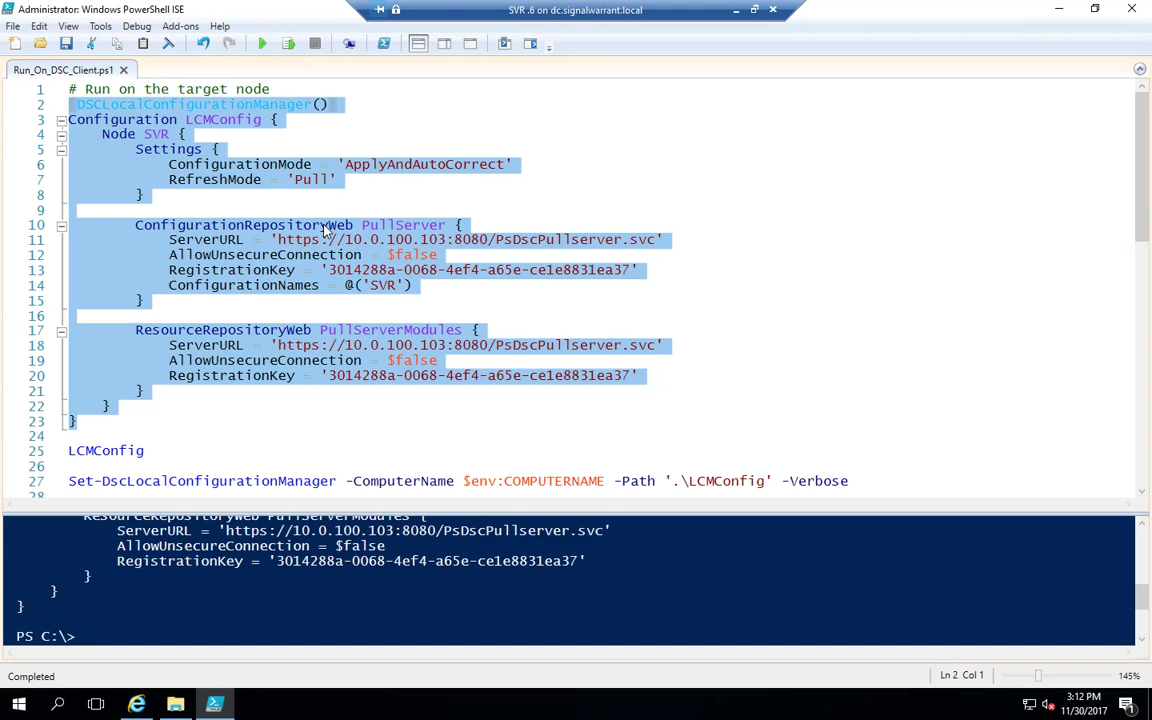 Administrator: Windows PowerShell ISE
SVR .6 on dc.signalwarrant.local
File Edit View Tools Debug Add-ons Help
Run_On_DSC_Client.ps1
1 # Run on the target node
2 DSCLocalConfigurationManager()
3 Configuration LCMConfig {
4 Node SVR {
5 Settings {
6 ConfigurationMode = 'ApplyAndAutoCorrect'
7 RefreshMode = 'Pull'
8 }
9
10 ConfigurationRepositoryWeb PullServer {
11 ServerURL = 'https://10.0.100.103:8080/PsDscPullserver.svc'
12 AllowUnsecureConnection = $false
13 RegistrationKey = '3014288a-0068-4ef4-a65e-ce1e8831ea37'
14 ConfigurationNames = @('SVR')
15 }
16
17 ResourceRepositoryWeb PullServerModules {
18 ServerURL = 'https://10.0.100.103:8080/PsDscPullserver.svc'
19 AllowUnsecureConnection = $false
20 RegistrationKey = '3014288a-0068-4ef4-a65e-ce1e8831ea37'
21 }
22 }
23 }
24
25 LCMConfig
26
27 Set-DscLocalConfigurationManager -ComputerName $env:COMPUTERNAME -Path '.\LCMConfig' -Verbose
28
ResourceRepositoryWeb PullServerModules {
ServerURL = 'https://10.0.100.103:8080/PsDscPullserver.svc'
AllowUnsecureConnection = $false
RegistrationKey = '3014288a-0068-4ef4-a65e-ce1e8831ea37'
}
}
}
PS C:\>
Completed
Ln 2 Col 1
145%
3:12 PM
11/30/2017
1